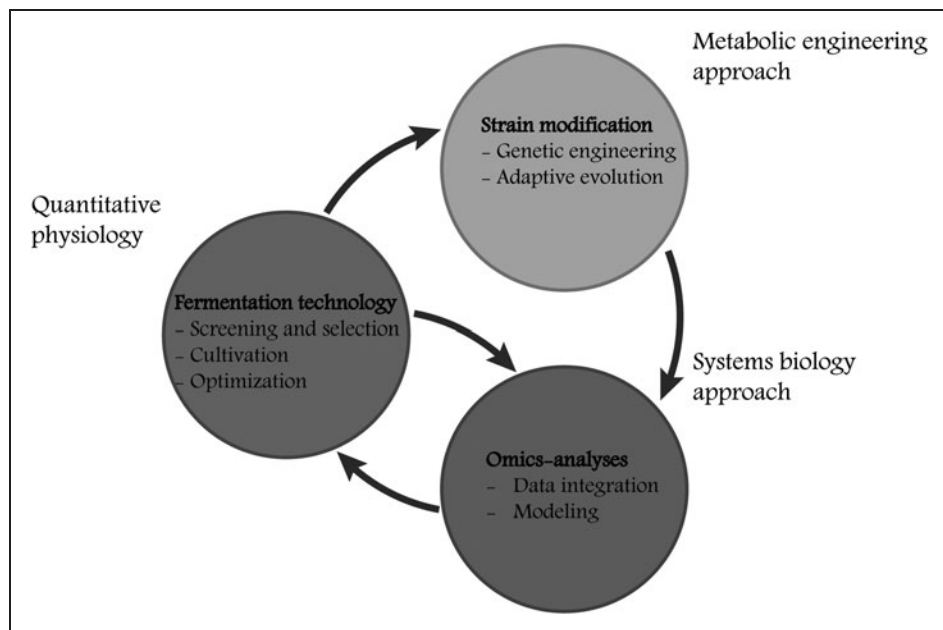 Metabolic engineering
approach
Strain modification
- Genetic engineering
- Adaptive evolution
Quantitative
physiology
Fermentation technology
- Screening and selection
- Cultivation
- Optimization
Systems biology
approach
Omics-analyses
- Data integration
- Modeling